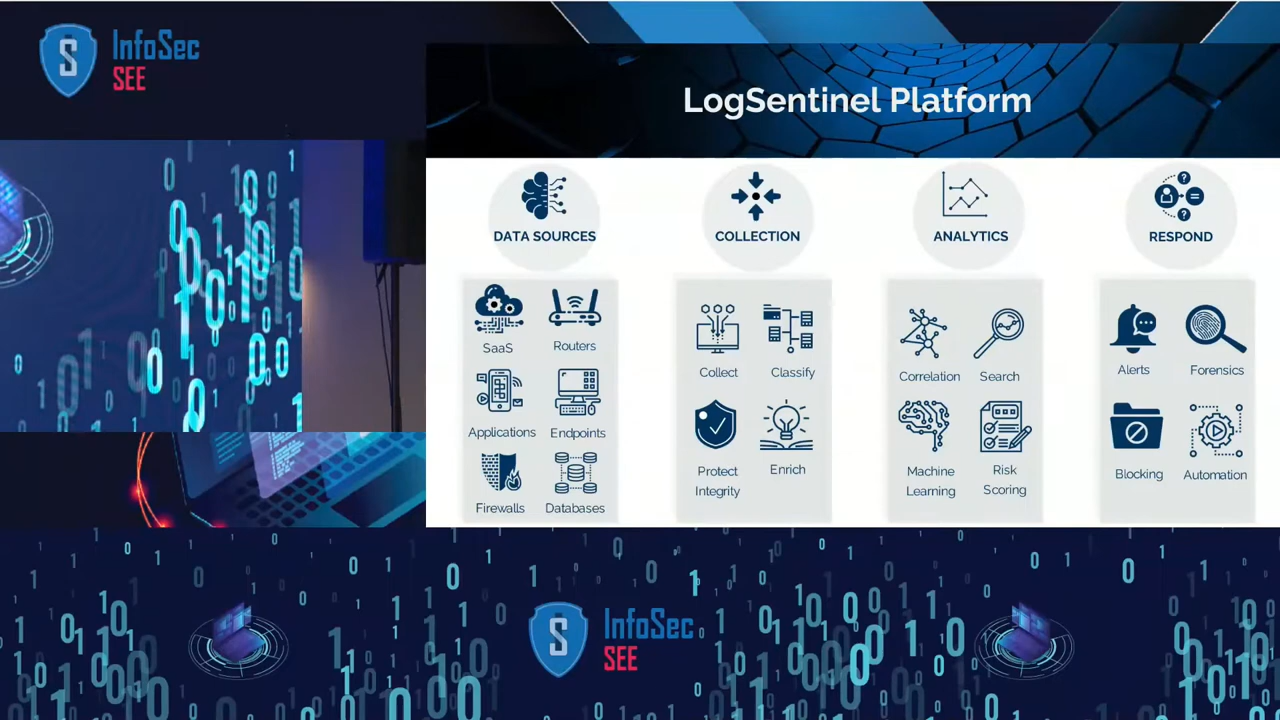 InfoSec
SEE
LogSentinel Platform
DATA SOURCES
COLLECTION
ANALYTICS
RESPOND
SaaS
Routers
Applications
Endpoints
Firewalls
Databases
Collect
Classify
Protect
Integrity
Enrich
Correlation
Search
Machine
Learning
Risk
Scoring
Alerts
Forensics
Blocking
Automation
InfoSec
SEE